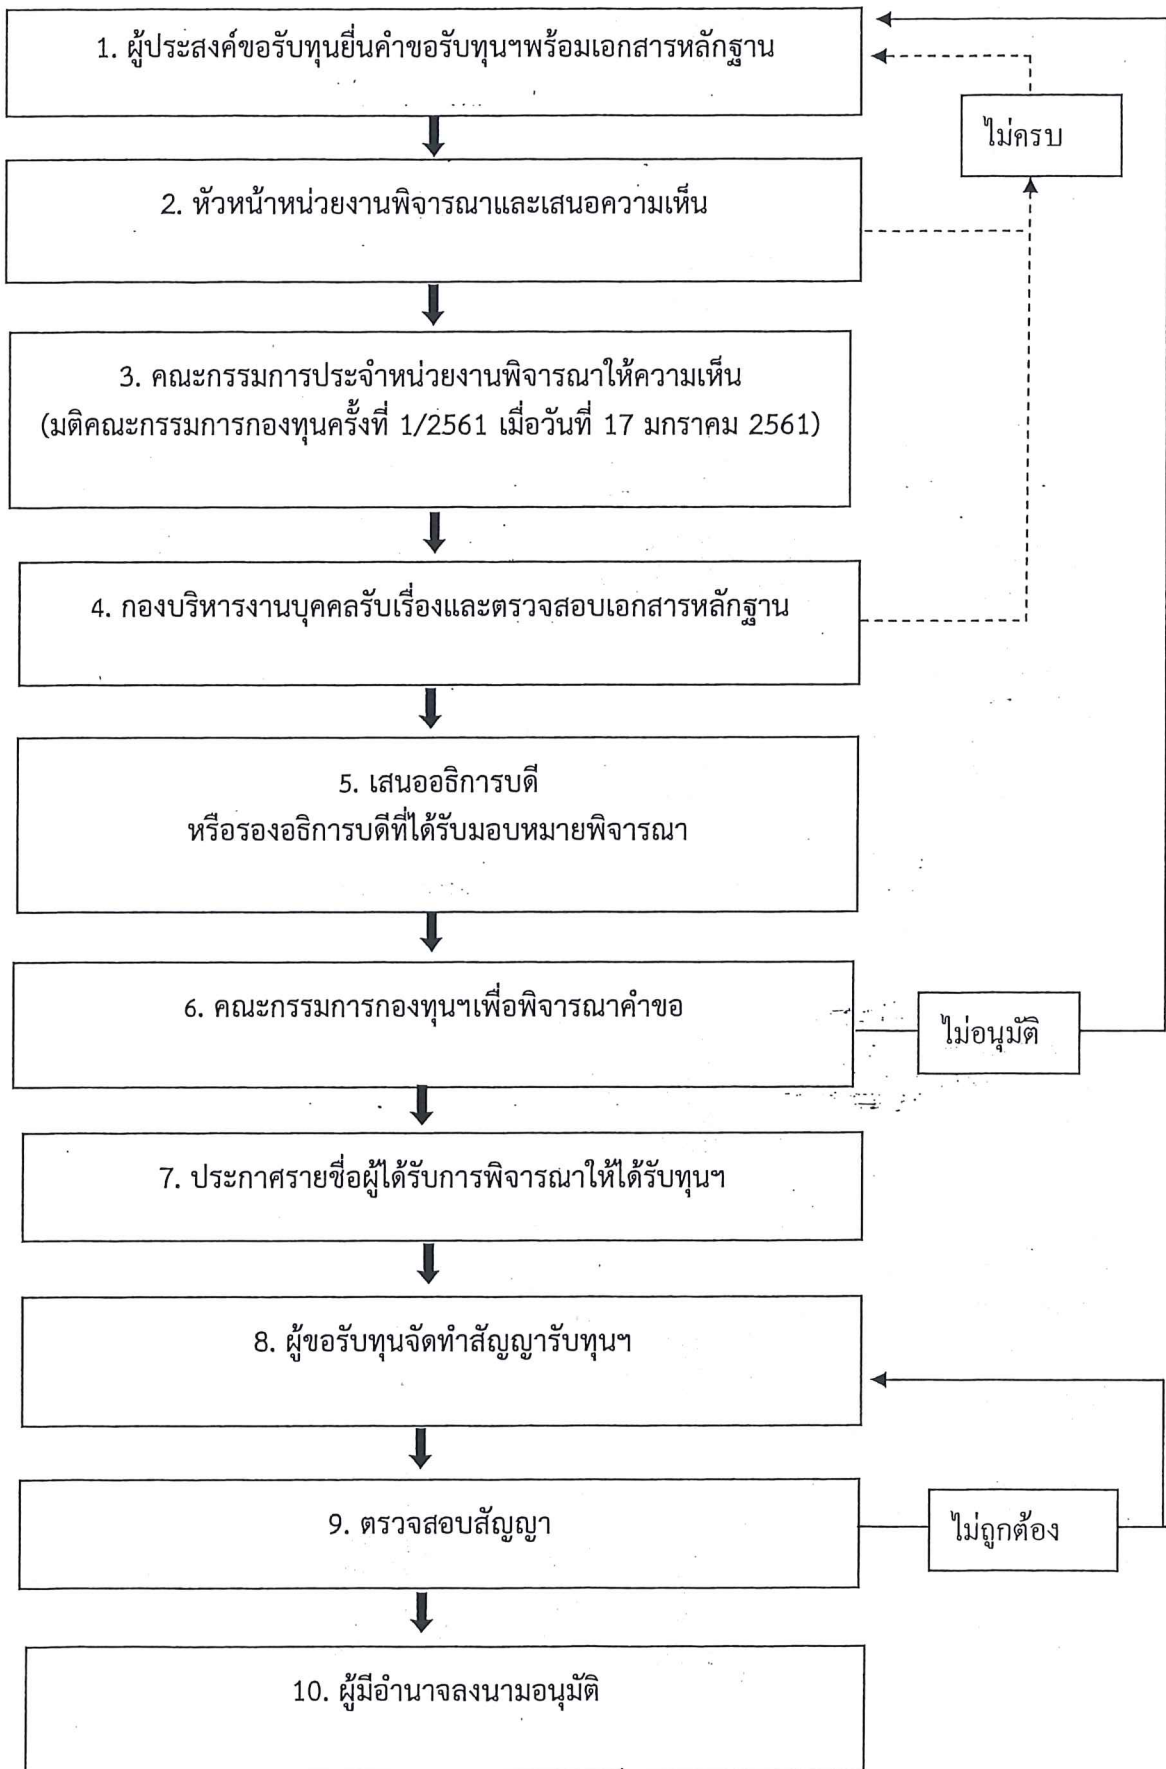 1. ผู้ประสงค์ขอรับทุนยื่นคำขอรับทุนฯพร้อมเอกสารหลักฐาน
ไม่ครบ
2. หัวหน้าหน่วยงานพิจารณาและเสนอความเห็น
3. คณะกรรมการประจำหน่วยงานพิจารณาให้ความเห็น
(มติคณะกรรมการกองทุนครั้งที่ 1/2561 เมื่อวันที่ 17 มกราคม 2561)
4. กองบริหารงานบุคคลรับเรื่องและตรวจสอบเอกสารหลักฐาน
5. เสนออธิการบดี
หรือรองอธิการบดีที่ได้รับมอบหมายพิจารณา
6. คณะกรรมการกองทุนฯเพื่อพิจารณาคำขอ
ไม่อนุมัติ
7. ประกาศรายชื่อผู้ได้รับการพิจารณาให้ได้รับทุนฯ
8. ผู้ขอรับทุนจัดทำสัญญารับทุนฯ
9. ตรวจสอบสัญญา
ไม่ถูกต้อง
10. ผู้มีอำนาจลงนามอนุมัติ